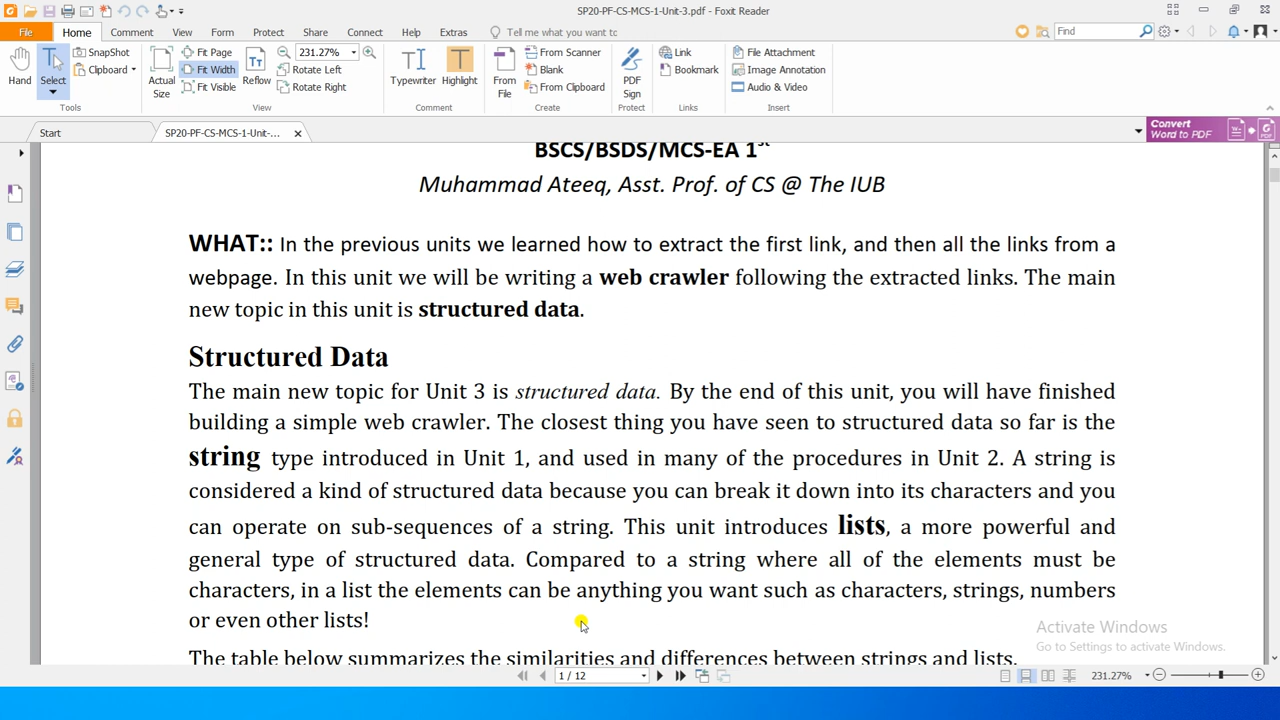 SP20-PF-CS-MCS-1-Unit-3.pdf - Foxit Reader
File Home Comment View Form Protect Share Connect Help Extras Tell me what you want tc Find
Hand
Select
SnapShot
Clipboard
Tools
Actual Size
Fit Page
Fit Width
Fit Visible
Reflow
231.27%
Rotate Left
Rotate Right
View
Typewriter
Highlight
Comment
From File
From Scanner
Blank
From Clipboard
Create
PDF Sign
Protect
Link
Bookmark
Links
File Attachment
Image Annotation
Audio & Video
Insert
Start
SP20-PF-CS-MCS-1-Unit-...
Convert
Word to PDF
BSCS/BSDS/MCS-EA 1st
Muhammad Ateeq, Asst. Prof. of CS @ The IUB
WHAT:: In the previous units we learned how to extract the first link, and then all the links from a
webpage. In this unit we will be writing a web crawler following the extracted links. The main
new topic in this unit is structured data.
Structured Data
The main new topic for Unit 3 is structured data. By the end of this unit, you will have finished
building a simple web crawler. The closest thing you have seen to structured data so far is the
string type introduced in Unit 1, and used in many of the procedures in Unit 2. A string is
considered a kind of structured data because you can break it down into its characters and you
can operate on sub-sequences of a string. This unit introduces lists, a more powerful and
general type of structured data. Compared to a string where all of the elements must be
characters, in a list the elements can be anything you want such as characters, strings, numbers
or even other lists!
The table below summarizes the similarities and differences between strings and lists.
Activate Windows
Go to Settings to activate Windows.
1 / 12
231.27%